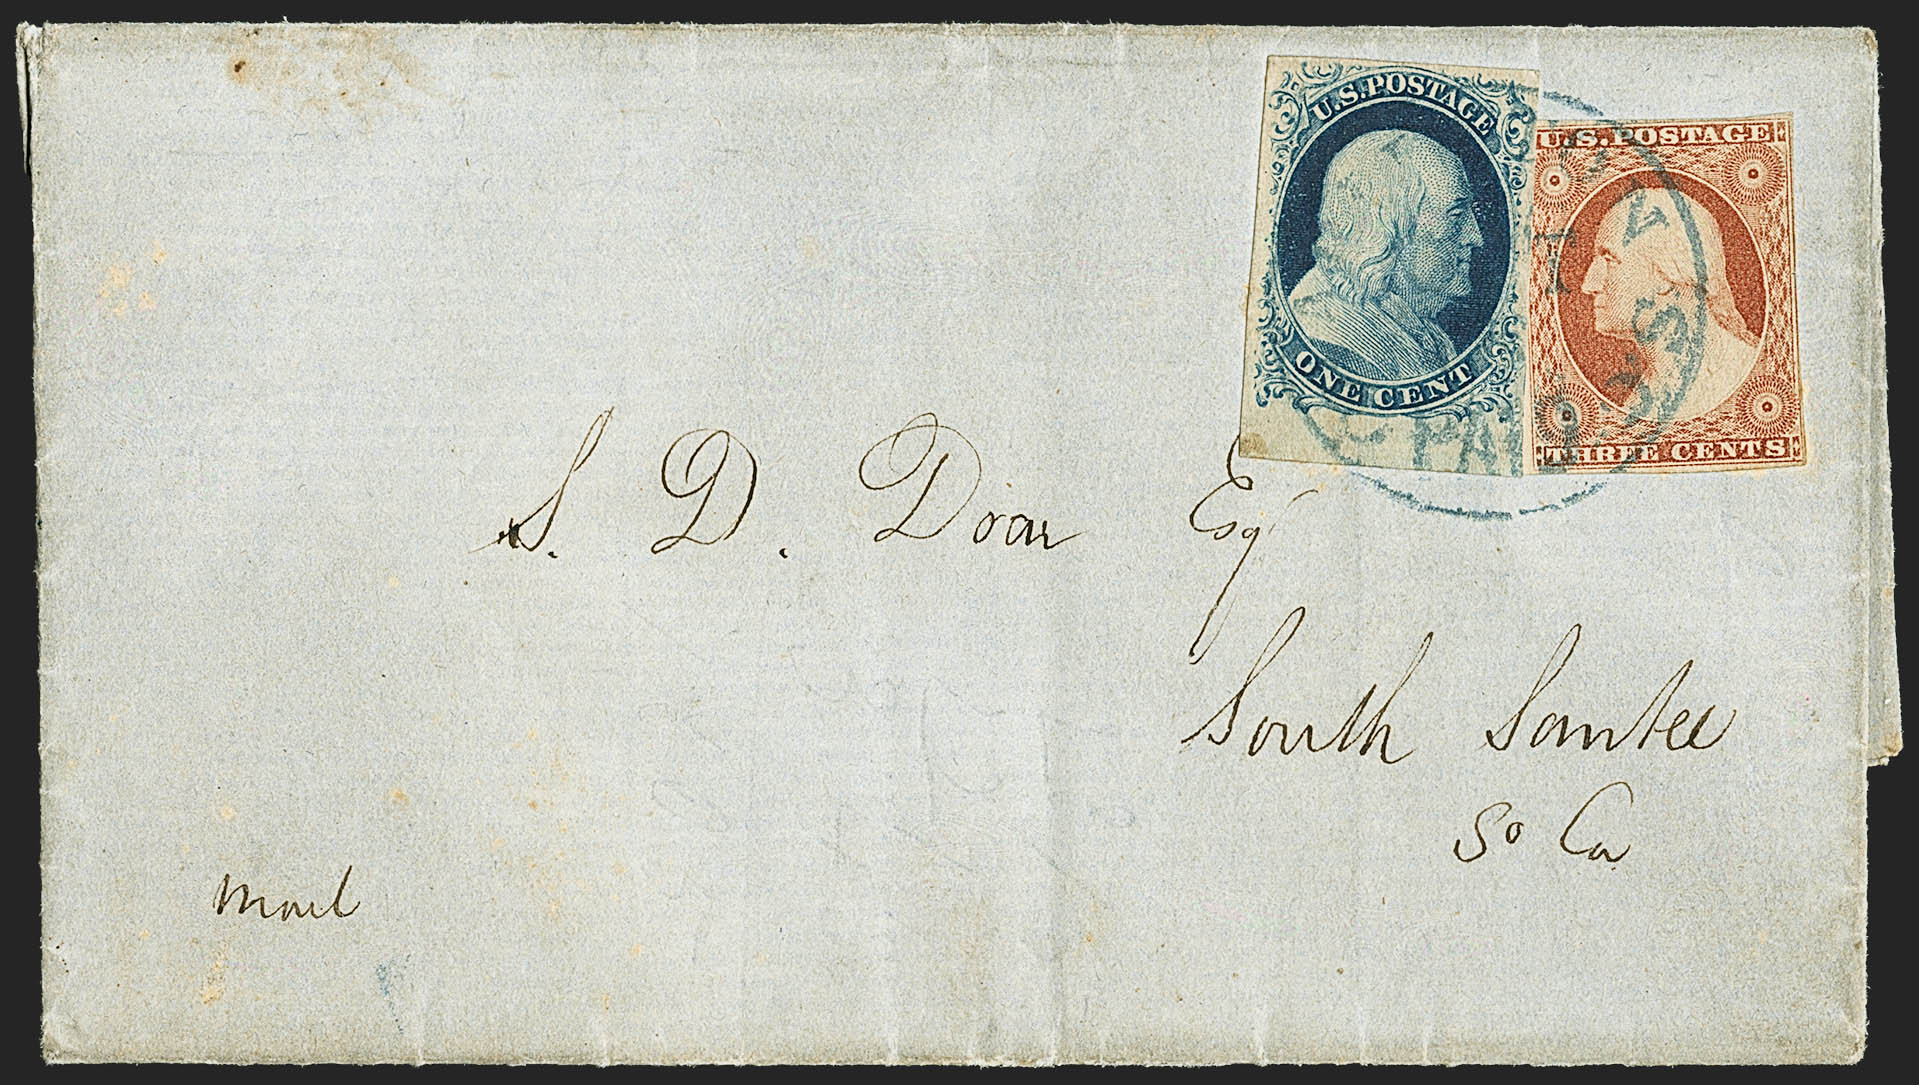 U.S. POSTAGE
ONE CENT
U.S. POSTAGE
THREE CENTS
PAID
S. D. Doar Esq
South Santee
So Ca
Mail